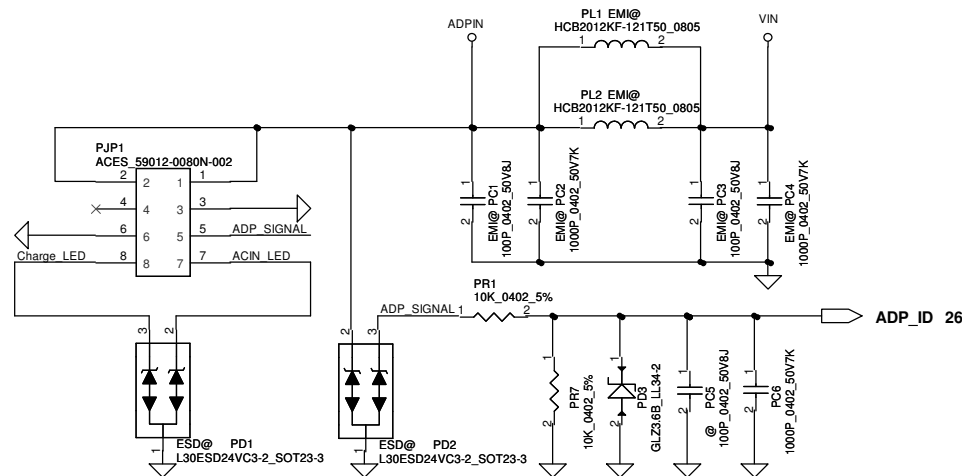 ADPIN
PL1 EMI@
HCB2012KF-121T50_0805
1 2
VIN
PL2 EMI@
HCB2012KF-121T50_0805
1 2
PJP1
ACES_59012-0080N-002
2 2 1 1
4 4 3 3
6 6 5 5 ADP_SIGNAL
Charge_LED 8 8 7 7 ACIN_LED
1 2
EMI@ PC1
100P_0402_50V8J
1 2
EMI@ PC2
1000P_0402_50V7K
1 2
EMI@ PC3
100P_0402_50V8J
1 2
EMI@ PC4
1000P_0402_50V7K
PR1
10K_0402_5%
ADP_SIGNAL 1 2
ADP_ID 26
3 2
1
ESD@ PD1
L30ESD24VC3-2_SOT23-3
2 3
1
ESD@ PD2
L30ESD24VC3-2_SOT23-3
1 2
PR7
10K_0402_5%
1 2
PD3
GLZ3.6B_LL34-2
1 2
@ PC5
100P_0402_50V8J
1 2
PC6
1000P_0402_50V7K